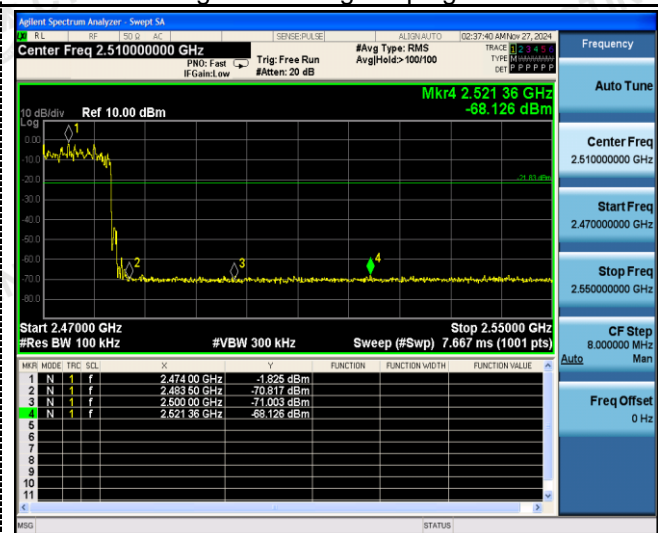 Agilent Spectrum Analyzer - Swept SA
RL RF 50 Ω AC SENSE:PULSE ALIGNAUTO 02:37:40 AM Nov 27, 2024
Center Freq 2.510000000 GHz
PNO: Fast
IFGain:Low
Trig: Free Run
#Atten: 20 dB
#Avg Type: RMS
Avg|Hold:> 100/100
TRACE 1 2 3 4 5 6
TYPE M
DET P P P P P P
Frequency
Auto Tune
Center Freq
2.510000000 GHz
Start Freq
2.470000000 GHz
Stop Freq
2.550000000 GHz
CF Step
8.000000 MHz
Auto Man
Freq Offset
0 Hz
Mkr4 2.521 36 GHz
-68.126 dBm
10 dB/div Ref 10.00 dBm
Log
0.00
-10.0
-20.0
-30.0
-40.0
-50.0
-60.0
-70.0
-80.0
1
2
3
4
-21.83 dBm
Start 2.47000 GHz Stop 2.55000 GHz
#Res BW 100 kHz #VBW 300 kHz Sweep (#Swp) 7.667 ms (1001 pts)
MKR MODE TRC SCL X Y FUNCTION FUNCTION WIDTH FUNCTION VALUE
1 N 1 f 2.474 00 GHz -1.825 dBm
2 N 1 f 2.483 50 GHz -70.817 dBm
3 N 1 f 2.500 00 GHz -71.003 dBm
4 N 1 f 2.521 36 GHz -68.126 dBm
5
6
7
8
9
10
11
MSG STATUS